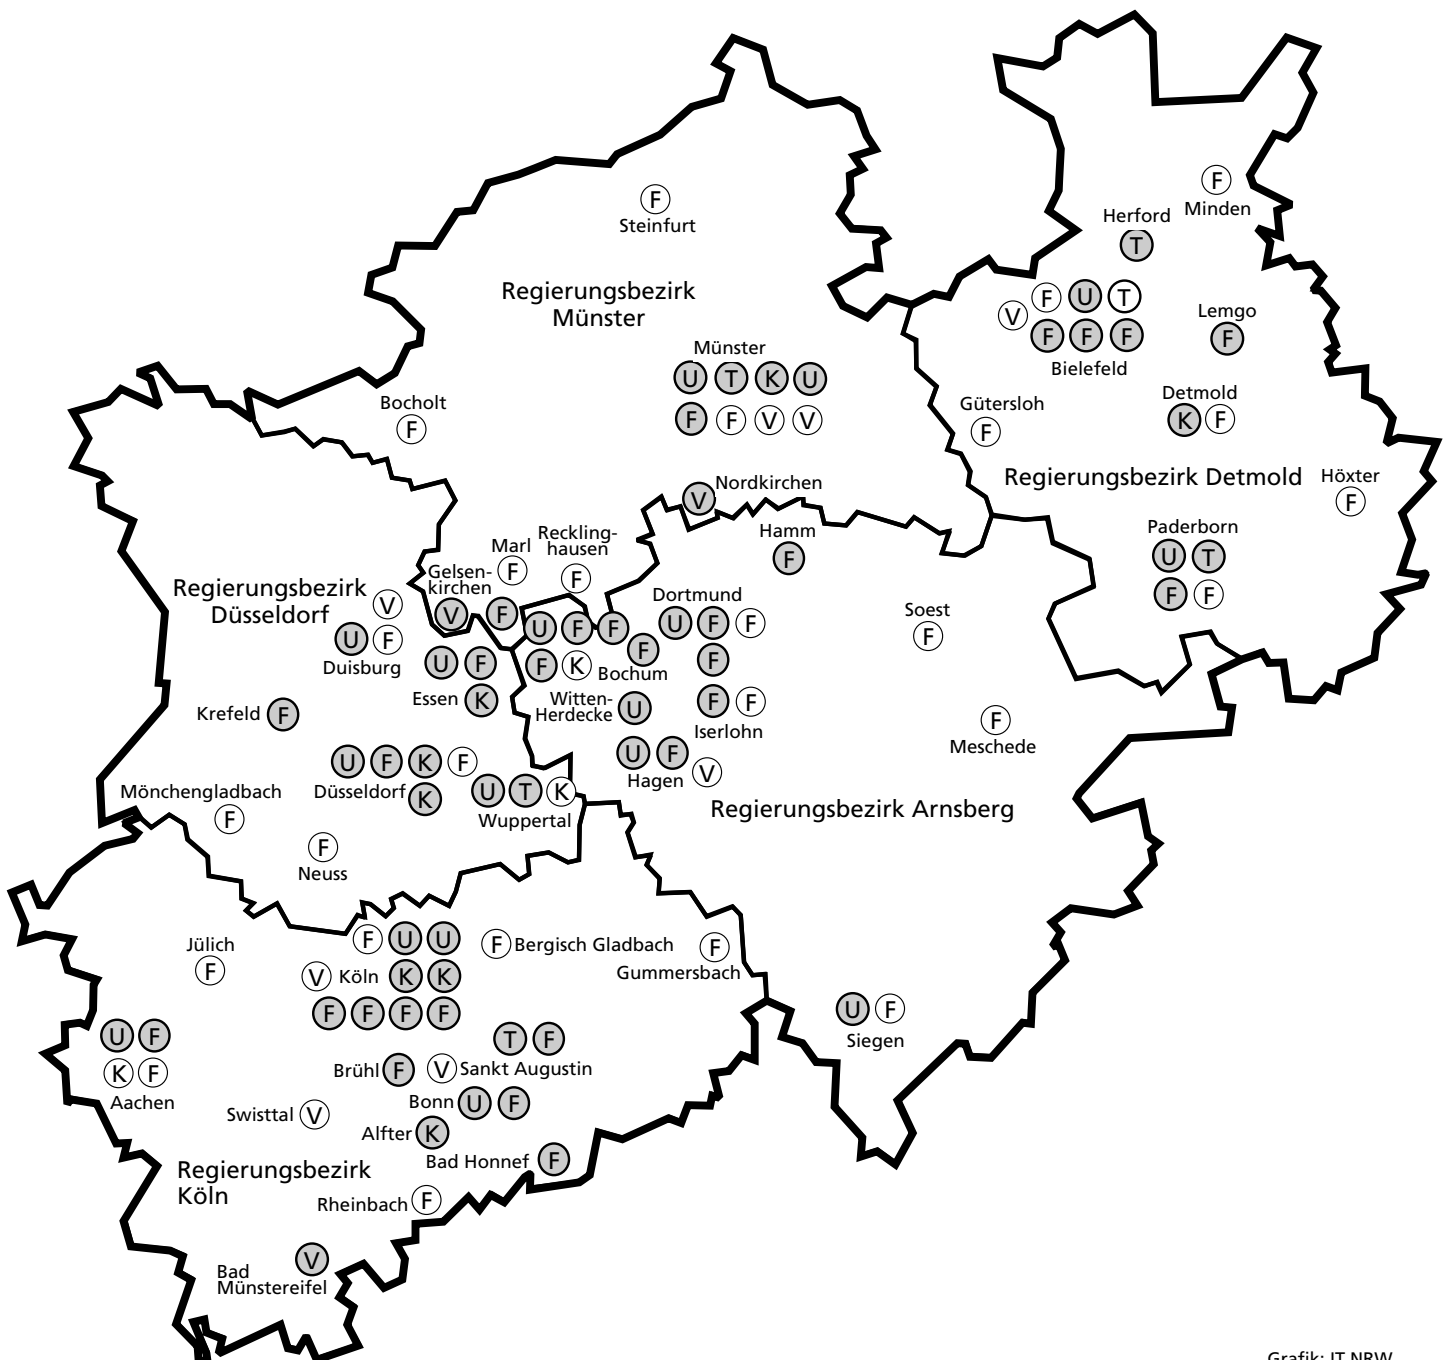 F
Steinfurt
F
Minden
Herford
T
Regierungsbezirk
Münster
V
F
U
T
F
F
F
Bielefeld
Lemgo
F
Münster
U
T
K
U
F
F
V
V
Bocholt
F
Gütersloh
F
Detmold
K
F
Regierungsbezirk Detmold
Höxter
F
V
Nordkirchen
Hamm
F
Paderborn
U
T
F
F
Marl
F
Reckling-
hausen
F
Gelsen-
kirchen
V
F
Regierungsbezirk
Düsseldorf
V
U
F
Duisburg
U
F
F
F
F
K
Bochum
Dortmund
U
F
F
F
Soest
F
U
F
Essen
K
Witten-
Herdecke
U
F
F
Iserlohn
Krefeld
F
F
Meschede
U
F
Hagen
V
U
F
K
F
Düsseldorf
K
U
T
K
Wuppertal
Regierungsbezirk Arnsberg
Mönchengladbach
F
F
Neuss
Jülich
F
F
U
U
V
Köln
K
K
F
F
F
F
F
Bergisch Gladbach
F
Gummersbach
U
F
Siegen
U
F
K
F
Aachen
T
F
Brühl
F
V
Sankt Augustin
Bonn
U
F
Swisttal
V
Alfter
K
Bad Honnef
F
Regierungsbezirk
Köln
Rheinbach
F
V
Bad
Münstereifel
Grafik: IT.NRW